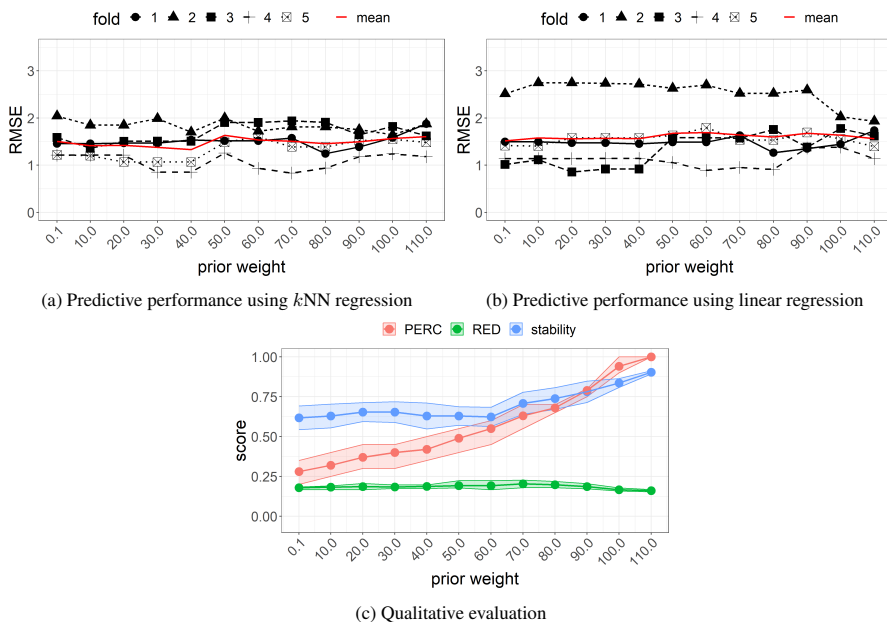 fold 1 2 3 4 5 mean
3
2
1
0
RMSE
0.1 10.0 20.0 30.0 40.0 50.0 60.0 70.0 80.0 90.0 100.0 110.0
prior weight
(a) Predictive performance using kNN regression
fold 1 2 3 4 5 mean
3
2
1
0
RMSE
0.1 10.0 20.0 30.0 40.0 50.0 60.0 70.0 80.0 90.0 100.0 110.0
prior weight
(b) Predictive performance using linear regression
PERC RED stability
1.00
0.75
0.50
0.25
0.00
score
0.1 10.0 20.0 30.0 40.0 50.0 60.0 70.0 80.0 90.0 100.0 110.0
prior weight
(c) Qualitative evaluation